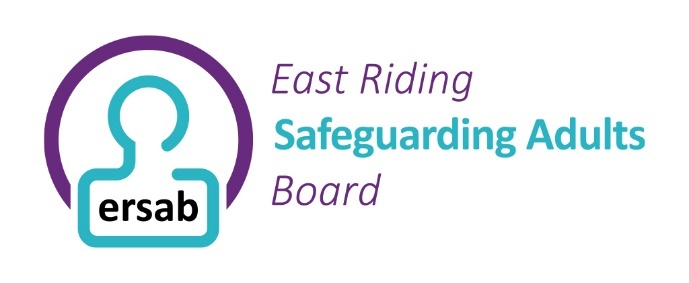 East Riding
Safeguarding Adults
Board
ersab